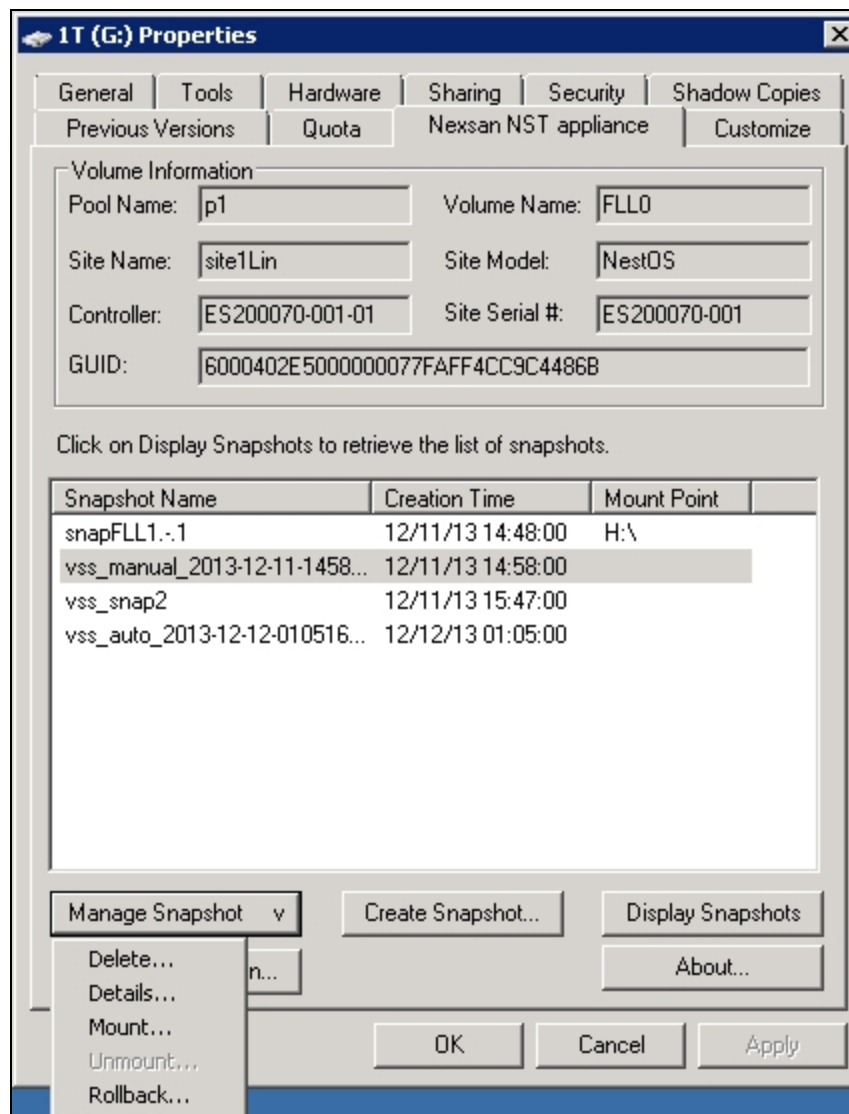 1T (G:) Properties
General Tools Hardware Sharing Security Shadow Copies
Previous Versions Quota Nexsan NST appliance Customize
Volume Information
Pool Name: p1 Volume Name: FLL0
Site Name: site1Lin Site Model: NestOS
Controller: ES200070-001-01 Site Serial #: ES200070-001
GUID: 6000402E5000000077FAFF4CC9C4486B
Click on Display Snapshots to retrieve the list of snapshots.
Snapshot Name Creation Time Mount Point
snapFLL1.-.1 12/11/13 14:48:00 H:\
vss_manual_2013-12-11-1458... 12/11/13 14:58:00
vss_snap2 12/11/13 15:47:00
vss_auto_2013-12-12-010516... 12/12/13 01:05:00
Manage Snapshot v Create Snapshot... Display Snapshots
Delete... n... About...
Details...
Mount... OK Cancel Apply
Unmount...
Rollback...